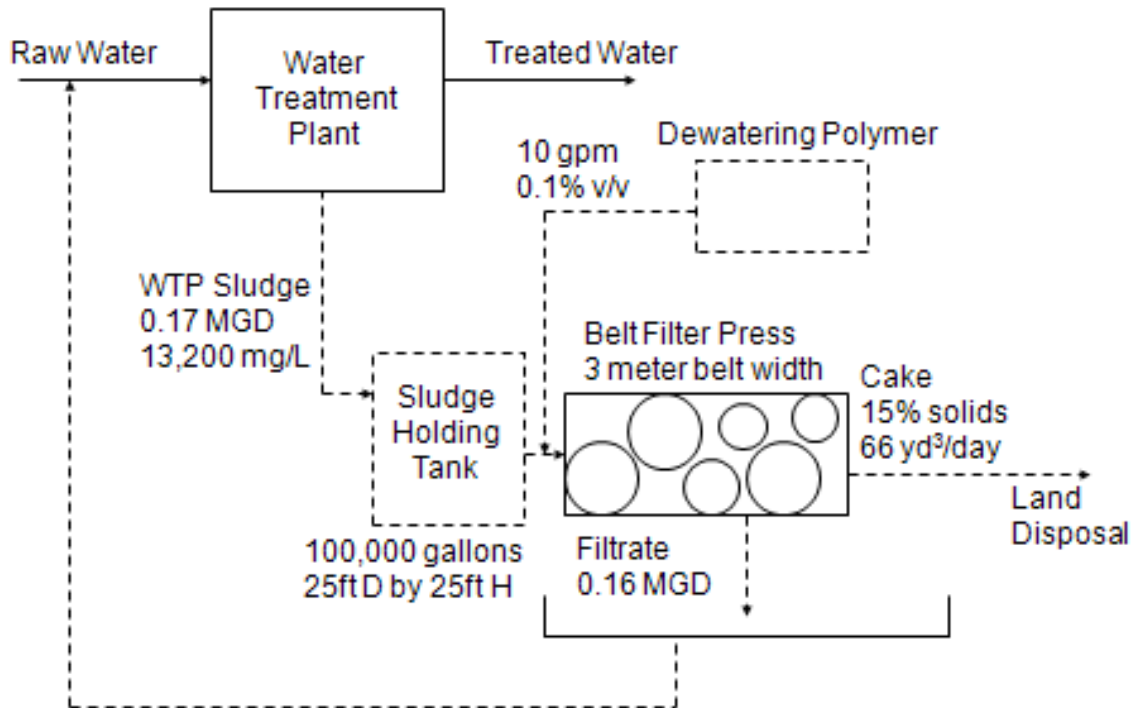 Raw Water
Water
Treatment
Plant
Treated Water
Dewatering Polymer
10 gpm
0.1% v/v
WTP Sludge
0.17 MGD
13,200 mg/L
Sludge
Holding
Tank
100,000 gallons
25ft D by 25ft H
Belt Filter Press
3 meter belt width
Cake
15% solids
66 yd³/day
Land
Disposal
Filtrate
0.16 MGD